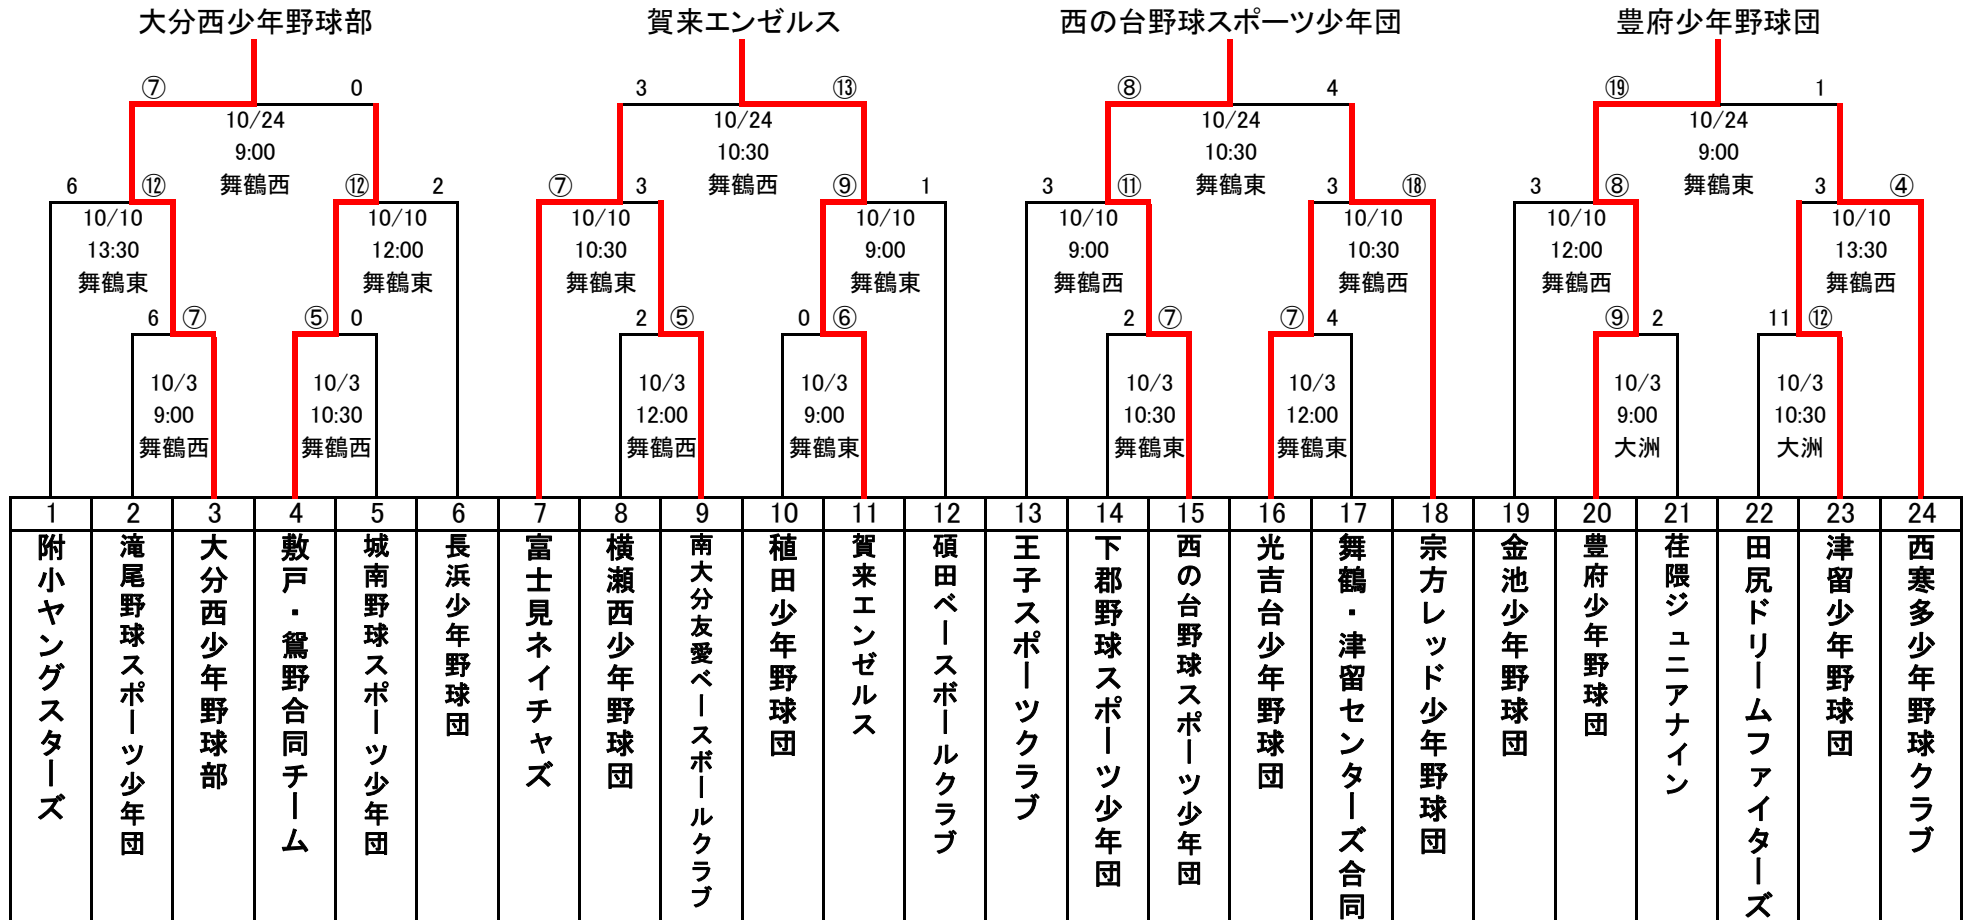 大分西少年野球部 賀来エンゼルス 西の台野球スポーツ少年団 豊府少年野球団
⑦ 0 3 ⑬ ⑧ 4 ⑲ 1
10/24 10/24 10/24 10/24
9:00 10:30 10:30 9:00
舞鶴西 舞鶴西 舞鶴東 舞鶴東
6 ⑫ ⑫ 2 ⑦ 3 ⑨ 1 3 ⑪ 3 ⑱ 3 ⑧ 3 ④
10/10 10/10 10/10 10/10 10/10 10/10 10/10 10/10
13:30 12:00 10:30 9:00 9:00 10:30 12:00 13:30
舞鶴東 舞鶴東 舞鶴東 舞鶴東 舞鶴西 舞鶴西 舞鶴西 舞鶴西
6 ⑦ ⑤ 0 2 ⑤ 0 ⑥ 2 ⑦ ⑦ 4 ⑨ 2 11 ⑫
10/3 10/3 10/3 10/3 10/3 10/3 10/3 10/3
9:00 10:30 12:00 9:00 10:30 12:00 9:00 10:30
舞鶴西 舞鶴西 舞鶴西 舞鶴東 舞鶴東 舞鶴東 大洲 大洲
1 2 3 4 5 6 7 8 9 10 11 12 13 14 15 16 17 18 19 20 21 22 23 24
附小ヤングスターズ
滝尾野球スポーツ少年団
大分西少年野球部
敷戸・鴛野合同チーム
城南野球スポーツ少年団
長浜少年野球団
富士見ネイチャズ
横瀬西少年野球団
南大分友愛ベースボールクラブ
稙田少年野球団
賀来エンゼルス
碩田ベースボールクラブ
王子スポーツクラブ
下郡野球スポーツ少年団
西の台野球スポーツ少年団
光吉台少年野球団
舞鶴・津留センターズ合同
宗方レッド少年野球団
金池少年野球団
豊府少年野球団
荏隈ジュニアナイン
田尻ドリームファイターズ
津留少年野球団
西寒多少年野球クラブ